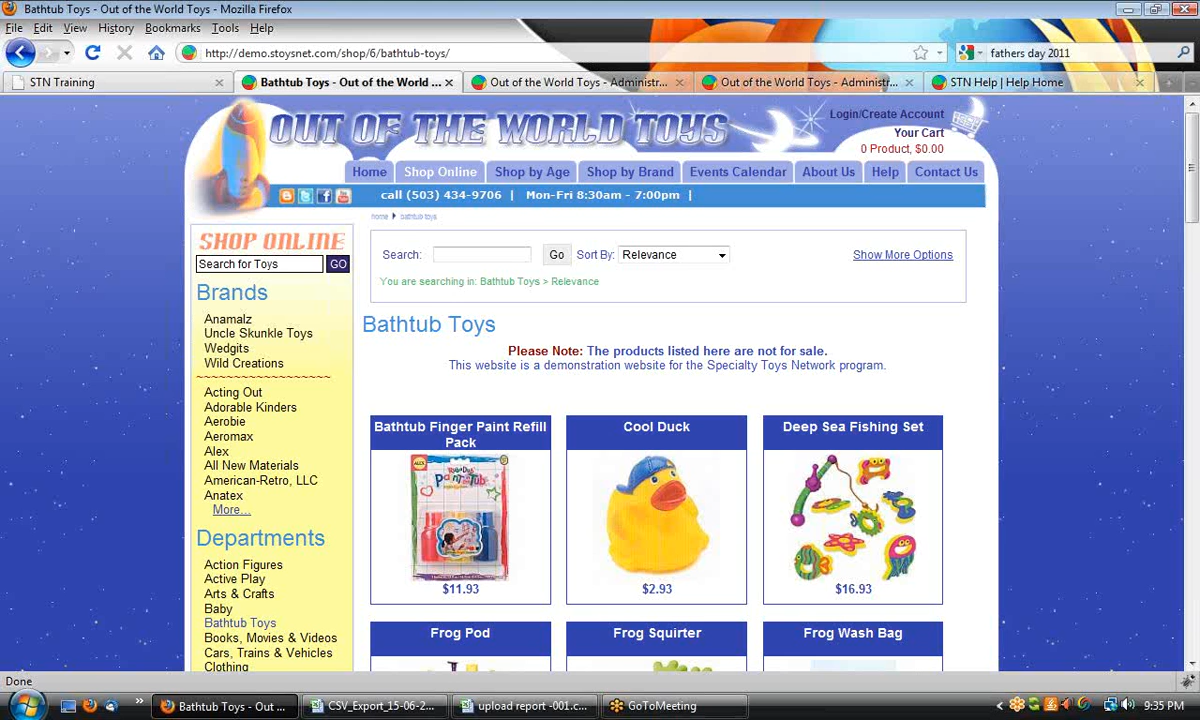 Bathtub Toys - Out of the World Toys - Mozilla Firefox
File Edit View History Bookmarks Tools Help
http://demo.stoysnet.com/shop/6/bathtub-toys/
fathers day 2011
STN Training
Bathtub Toys - Out of the World ...
Out of the World Toys - Administr...
Out of the World Toys - Administr...
STN Help | Help Home
OUT OF THE WORLD TOYS
Login/Create Account
Your Cart
0 Product, $0.00
Home Shop Online Shop by Age Shop by Brand Events Calendar About Us Help Contact Us
call (503) 434-9706 | Mon-Fri 8:30am - 7:00pm |
home bathtub toys
SHOP ONLINE
Search for Toys GO
Brands
Anamalz
Uncle Skunkle Toys
Wedgits
Wild Creations
~~~~~~~~~~~~~~~~~
Acting Out
Adorable Kinders
Aerobie
Aeromax
Alex
All New Materials
American-Retro, LLC
Anatex
More...
Departments
Action Figures
Active Play
Arts & Crafts
Baby
Bathtub Toys
Books, Movies & Videos
Cars, Trains & Vehicles
Clothing
Search: Go Sort By: Relevance Show More Options
You are searching in: Bathtub Toys > Relevance
Bathtub Toys
Please Note: The products listed here are not for sale.
This website is a demonstration website for the Specialty Toys Network program.
Bathtub Finger Paint Refill
Pack
ALEX
$11.93
Cool Duck
$2.93
Deep Sea Fishing Set
$16.93
Frog Pod
Frog Squirter
Frog Wash Bag
Done
Bathtub Toys - Out ...
CSV_Export_15-06-2...
upload report -001.c...
GoToMeeting
9:35 PM